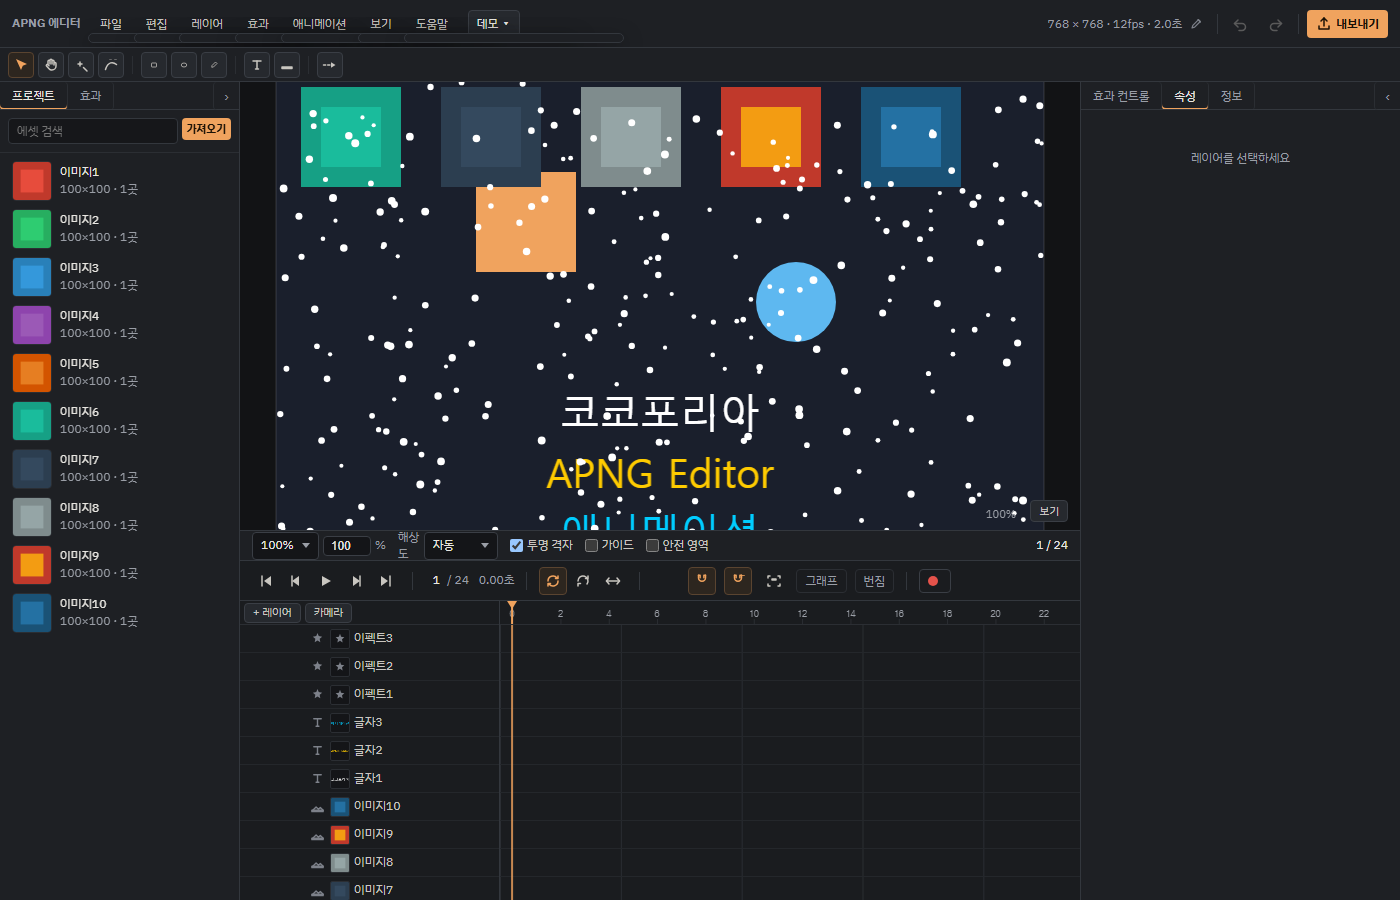 APNG 에디터 파일 편집 레이어 효과 애니메이션 보기 도움말 데모 768 × 768 · 12fps · 2.0초 내보내기
T
프로젝트 효과 ›
에셋 검색 가져오기
이미지1
100×100 · 1곳
이미지2
100×100 · 1곳
이미지3
100×100 · 1곳
이미지4
100×100 · 1곳
이미지5
100×100 · 1곳
이미지6
100×100 · 1곳
이미지7
100×100 · 1곳
이미지8
100×100 · 1곳
이미지9
100×100 · 1곳
이미지10
100×100 · 1곳
코코포리아
APNG Editor
애니메이션
100% 보기
효과 컨트롤 속성 정보 ‹
레이어를 선택하세요
100% 100 % 해상도 자동 투명 격자 가이드 안전 영역 1 / 24
1 / 24 0.00초 그래프 번짐
+ 레이어 카메라 0 2 4 6 8 10 12 14 16 18 20 22
이펙트3
이펙트2
이펙트1
T 글자3
T 글자2
T 글자1
이미지10
이미지9
이미지8
이미지7